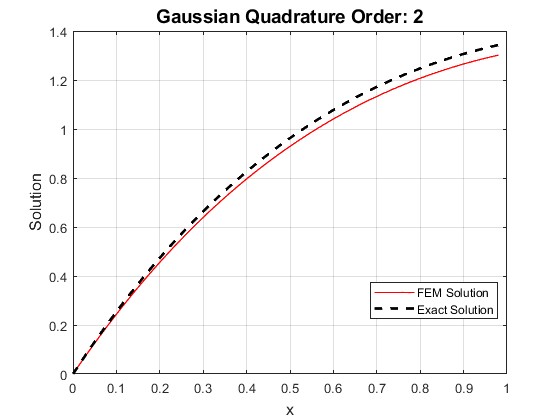 Gaussian Quadrature Order: 2
1.4
1.2
1
0.8
0.6
0.4
0.2
0
Solution
FEM Solution
Exact Solution
0 0.1 0.2 0.3 0.4 0.5 0.6 0.7 0.8 0.9 1
x